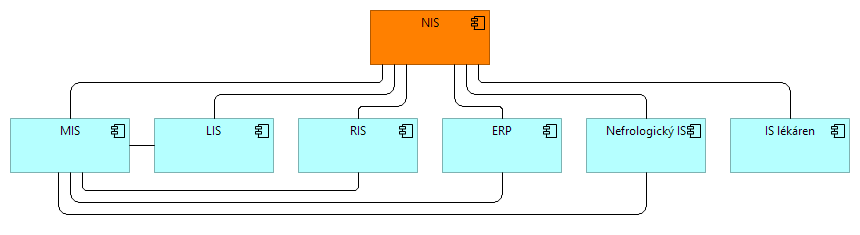 NIS
MIS
LIS
RIS
ERP
Nefrologický IS
IS lékáren